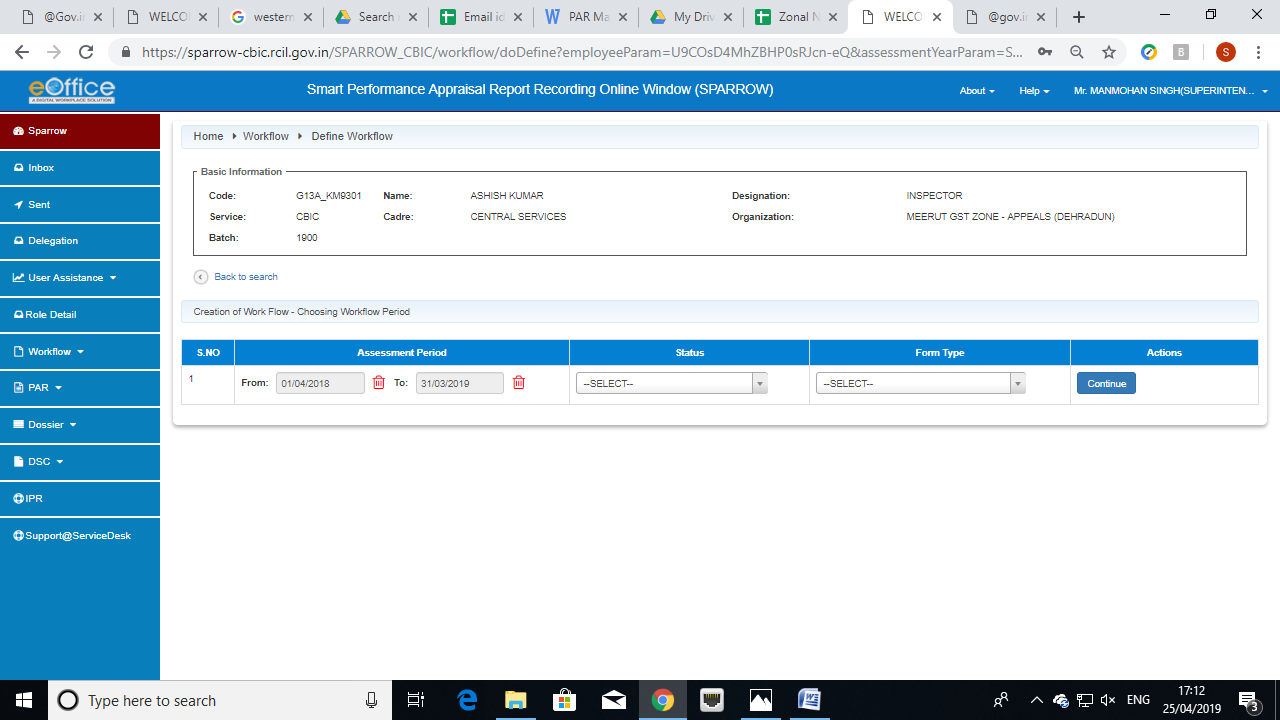 @Gov.i
WELCO
western
Search
Email id
PAR Ma
My Driv
Zonal N
WELCO
@gov.i
https://sparrow-cbic.rcil.gov.in/SPARROW_CBIC/workflow/doDefine?employeeParam=U9COsD4MhZBHP0sRJcn-eQ&assessmentYearParam=S...
B
S
eOffice
A DIGITAL WORKPLACE SOLUTION
Smart Performance Appraisal Report Recording Online Window (SPARROW)
About
Help
Mr. MANMOHAN SINGH(SUPERINTEN...
Sparrow
Inbox
Sent
Delegation
User Assistance
Role Detail
Workflow
PAR
Dossier
DSC
IPR
Support@ServiceDesk
Home Workflow Define Workflow
Basic Information
Code: G13A_KM9301 Name: ASHISH KUMAR Designation: INSPECTOR
Service: CBIC Cadre: CENTRAL SERVICES Organization: MEERUT GST ZONE - APPEALS (DEHRADUN)
Batch: 1900
Back to search
Creation of Work Flow - Choosing Workflow Period
S.NO Assessment Period Status Form Type Actions
1 From: 01/04/2018 To: 31/03/2019 --SELECT-- --SELECT-- Continue
Type here to search
ENG
17:12
25/04/2019
3